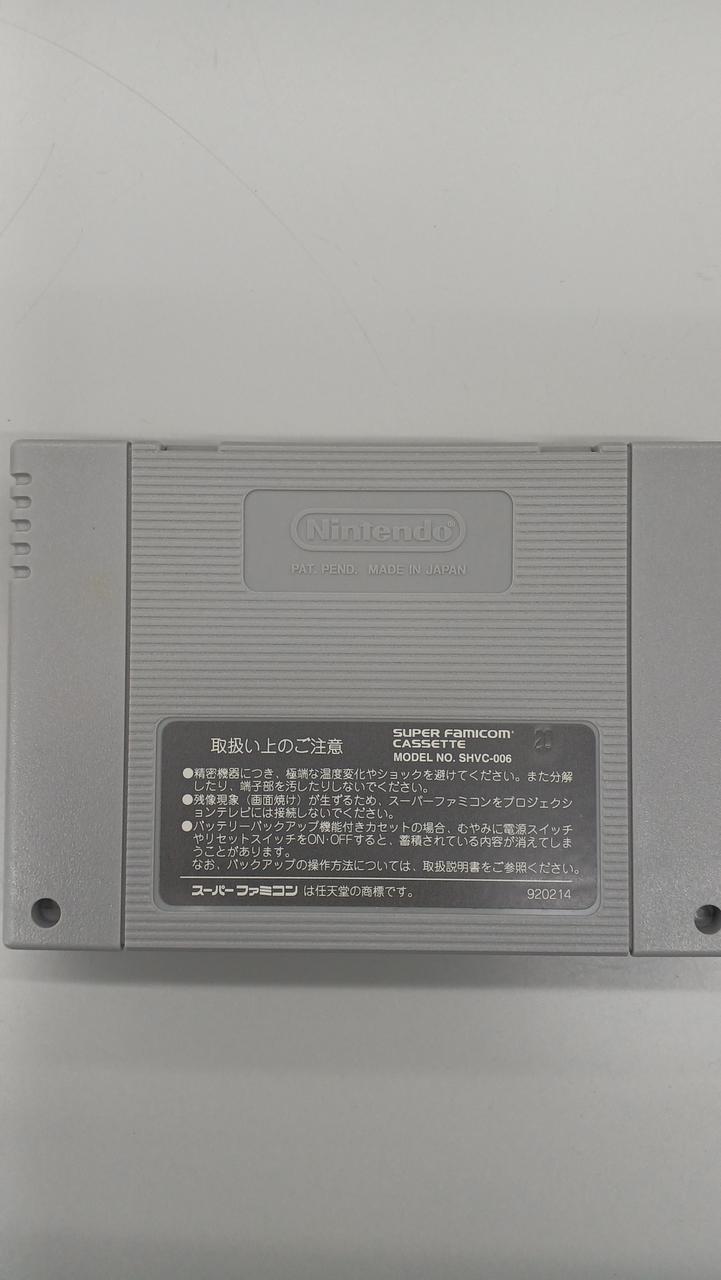 Nintendo®
PAT. PEND. MADE IN JAPAN
取扱い上のご注意
SUPER FAMICOM
CASSETTE
MODEL NO. SHVC-006
20
●精密機器につき、極端な温度変化やショックを避けてください。また分解
したり、端子部を汚したりしないでください。
●残像現象（画面焼け）が生ずるため、スーパーファミコンをプロジェクシ
ョンテレビには接続しないでください。
●バッテリーバックアップ機能付きカセットの場合、むやみに電源スイッチ
やリセットスイッチをON･OFFすると、蓄積されている内容が消えてしま
うことがあります。
なお、バックアップの操作方法については、取扱説明書をご参照ください。
スーパーファミコン は任天堂の商標です。
920214